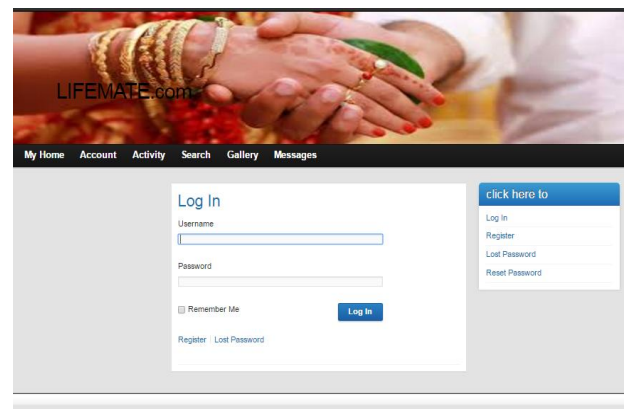 LIFEMATE.com
My Home Account Activity Search Gallery Messages
Log In
Username
Password
Remember Me Log In
Register | Lost Password
click here to
Log In
Register
Lost Password
Reset Password